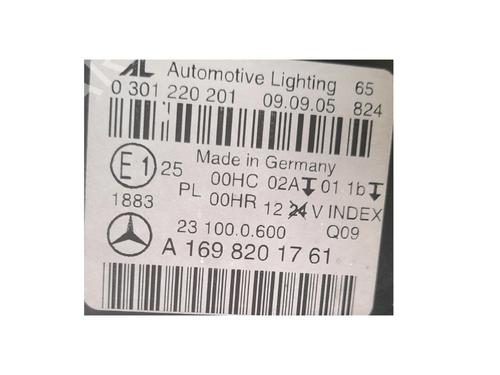 AL Automotive Lighting 65
0 301 220 201 09.09.05 824
Made in Germany
E1 25 00HC 02A 01 1b
PL 00HR 12 24 V INDEX
1883
23 100.0.600 Q09
A 169 820 17 61